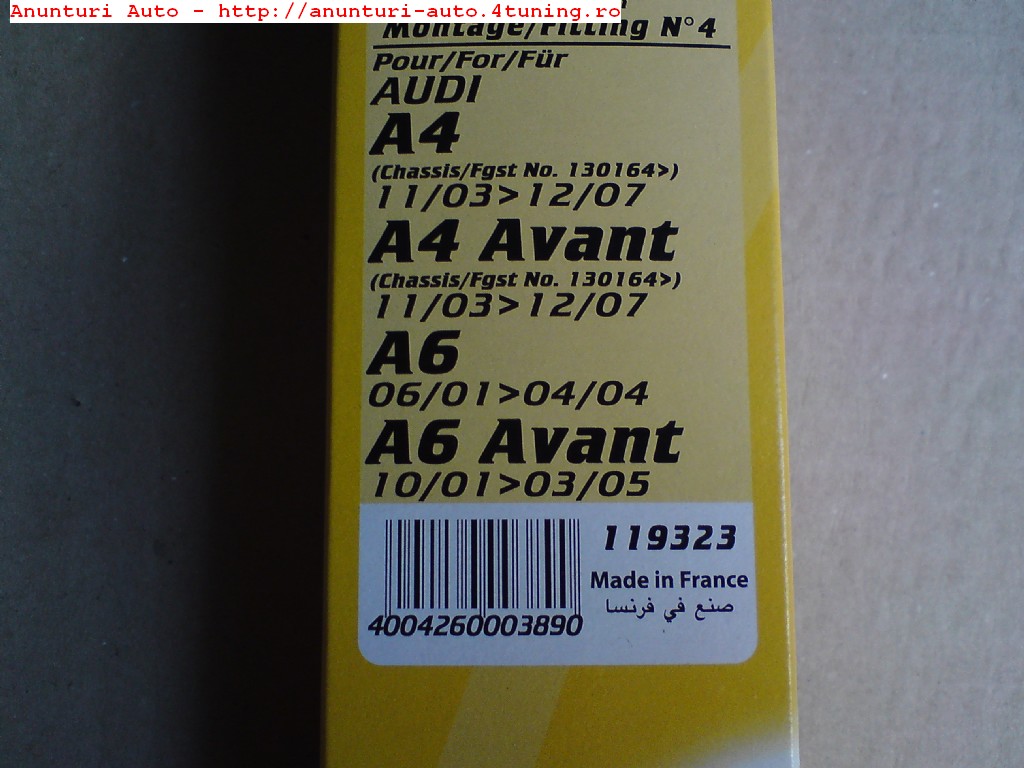 Anunturi Auto - http://anunturi-auto.4tuning.ro
Montage/Fitting N°4
Pour/For/Für
AUDI
A4
(Chassis/Fgst No. 130164>)
11/03>12/07
A4 Avant
(Chassis/Fgst No. 130164>)
11/03>12/07
A6
06/01>04/04
A6 Avant
10/01>03/05
119323
Made in France
صنع في فرنسا
4004260003890